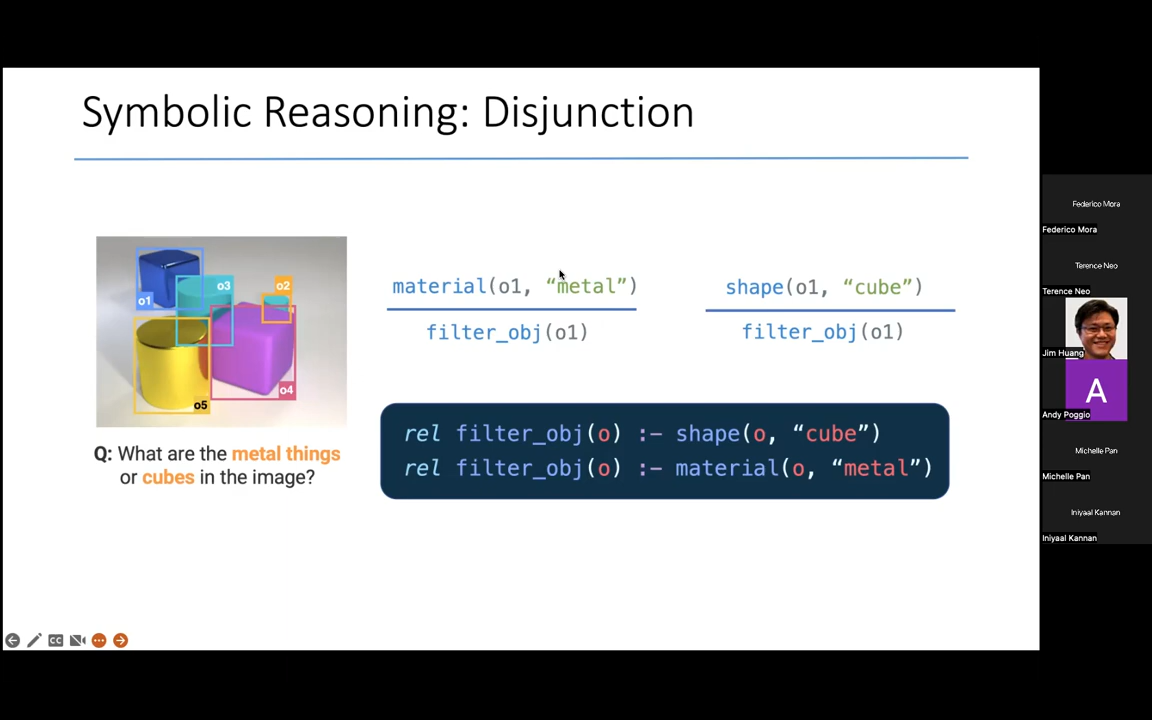 Symbolic Reasoning: Disjunction
o1
o3
o2
o4
o5
Q: What are the metal things
or cubes in the image?
material(o1, “metal”)
filter_obj(o1)
shape(o1, “cube”)
filter_obj(o1)
rel filter_obj(o) :– shape(o, “cube”)
rel filter_obj(o) :– material(o, “metal”)
CC
Federico Mora
Federico Mora
Terence Neo
Terence Neo
Jim Huang
A
Andy Poggio
Michelle Pan
Michelle Pan
Iniyaal Kannan
Iniyaal Kannan